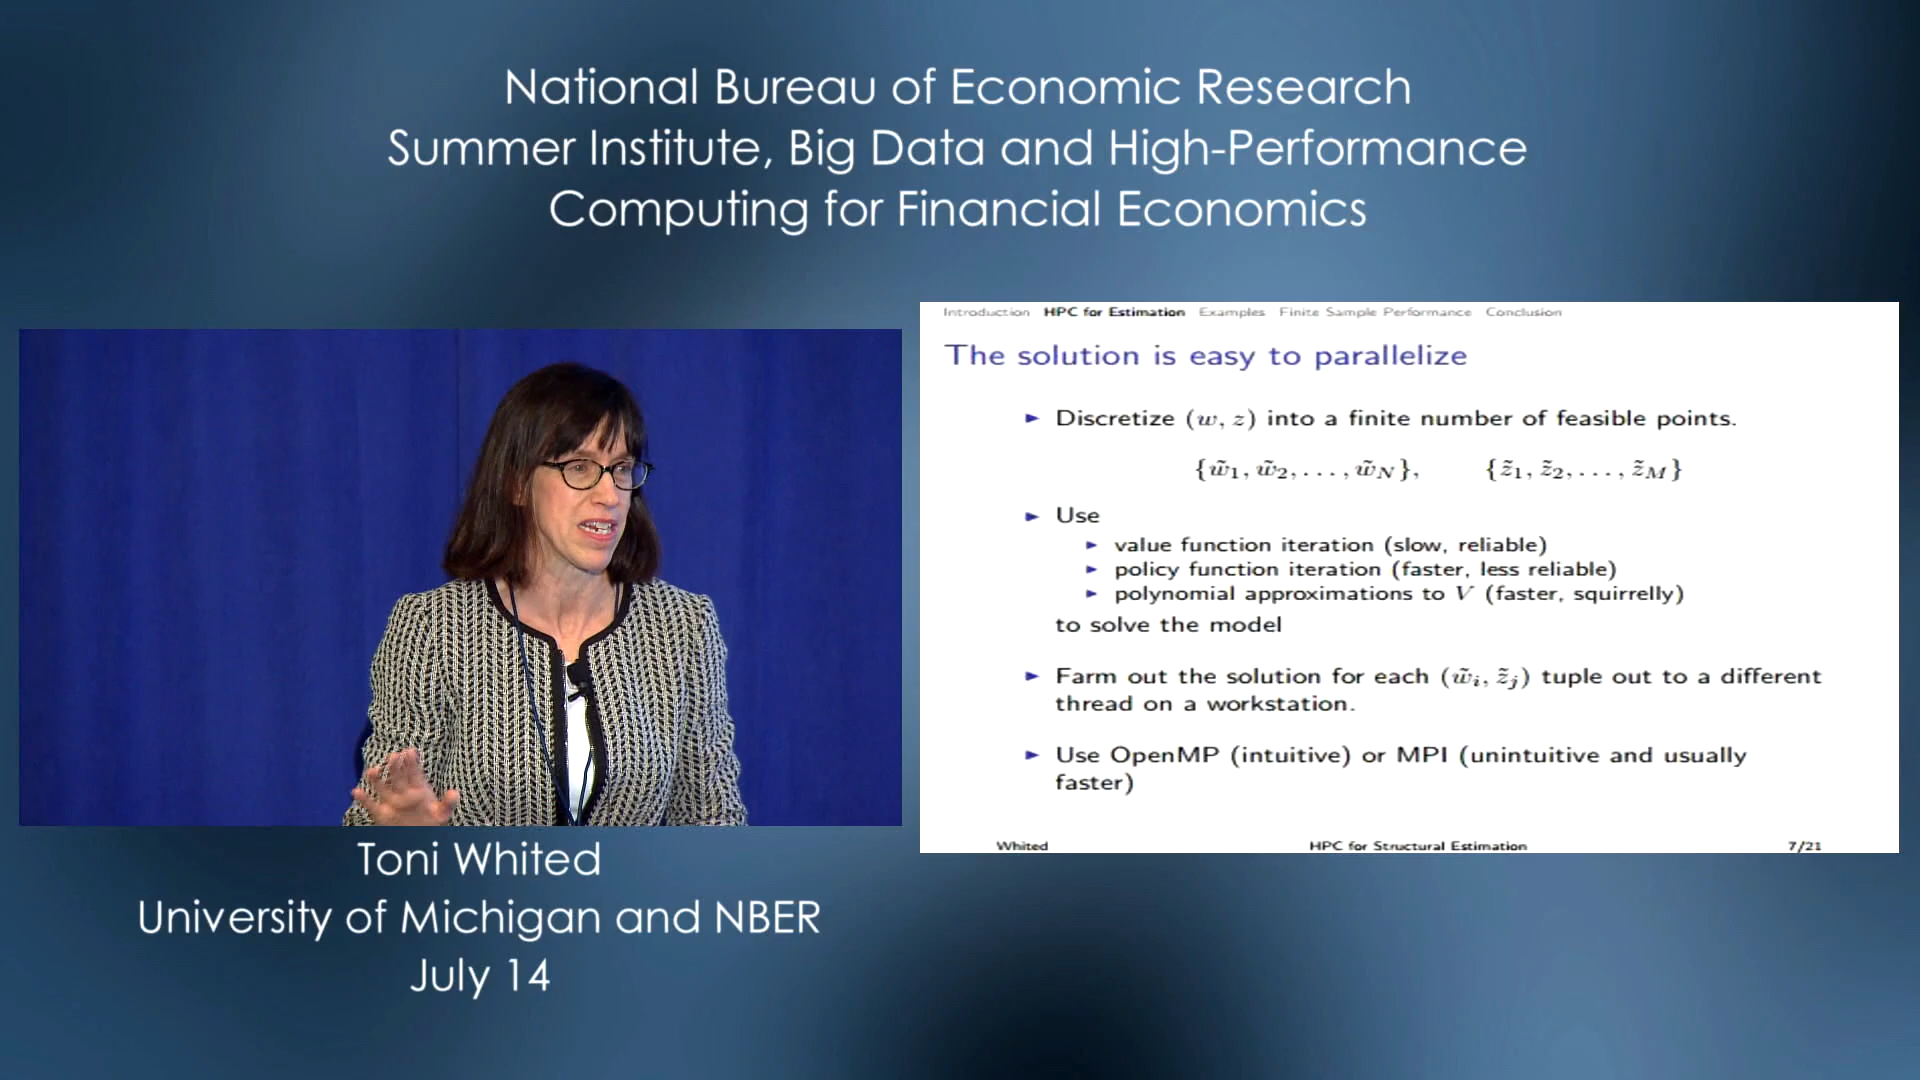 National Bureau of Economic Research
Summer Institute, Big Data and High-Performance
Computing for Financial Economics
Introduction HPC for Estimation Examples Finite Sample Performance Conclusion
The solution is easy to parallelize
► Discretize (w, z) into a finite number of feasible points.
{w̃₁, w̃₂, . . . , w̃_N}, {z̃₁, z̃₂, . . . , z̃_M}
► Use
► value function iteration (slow, reliable)
► policy function iteration (faster, less reliable)
► polynomial approximations to V (faster, squirrelly)
to solve the model
► Farm out the solution for each (w̃ᵢ, z̃ⱼ) tuple out to a different
thread on a workstation.
► Use OpenMP (intuitive) or MPI (unintuitive and usually
faster)
Whited HPC for Structural Estimation 7/21
Toni Whited
University of Michigan and NBER
July 14